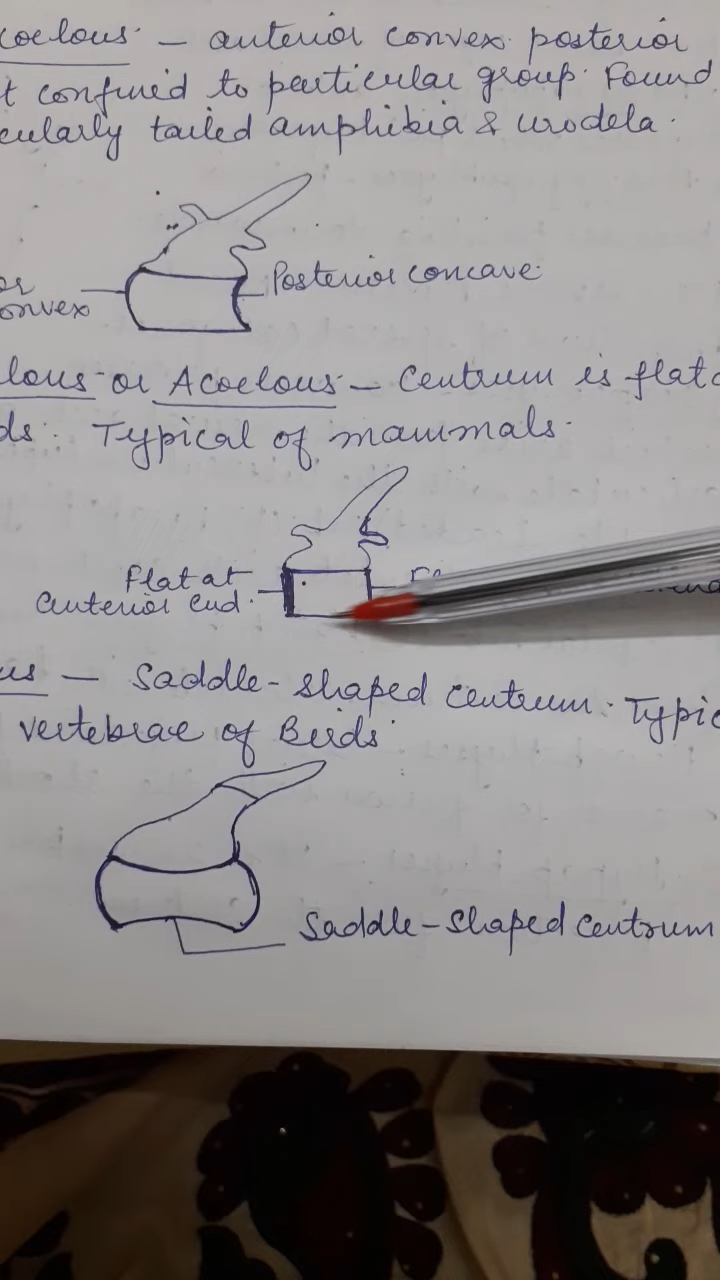 coelous - anterior convex posterior
t confined to particular group. Found
cularly tailed amphibia & urodela.
or
onvex
Posterior concave.
lous or Acoelous - Centrum is flat
ds. Typical of mammals.
Flat at
anterior end.
us - Saddle-shaped centrum. Typic
vertebrae of Birds.
Saddle-shaped centrum